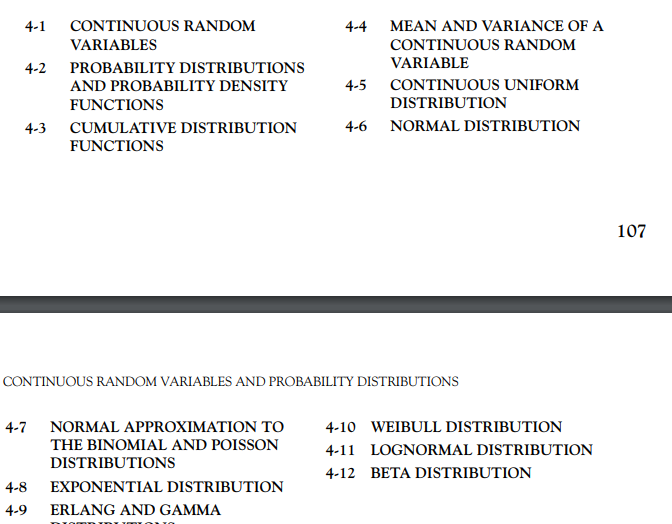 4-1 CONTINUOUS RANDOM
VARIABLES
4-2 PROBABILITY DISTRIBUTIONS
AND PROBABILITY DENSITY
FUNCTIONS
4-3 CUMULATIVE DISTRIBUTION
FUNCTIONS
4-4 MEAN AND VARIANCE OF A
CONTINUOUS RANDOM
VARIABLE
4-5 CONTINUOUS UNIFORM
DISTRIBUTION
4-6 NORMAL DISTRIBUTION
107
CONTINUOUS RANDOM VARIABLES AND PROBABILITY DISTRIBUTIONS
4-7 NORMAL APPROXIMATION TO
THE BINOMIAL AND POISSON
DISTRIBUTIONS
4-8 EXPONENTIAL DISTRIBUTION
4-9 ERLANG AND GAMMA
DISTRIBUTIONS
4-10 WEIBULL DISTRIBUTION
4-11 LOGNORMAL DISTRIBUTION
4-12 BETA DISTRIBUTION